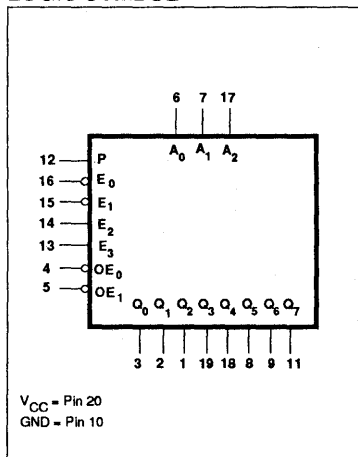 6 7 17
A0 A1 A2
12 P
16 E0
15 E1
14 E2
13 E3
4 OE0
5 OE1
Q0 Q1 Q2 Q3 Q4 Q5 Q6 Q7
3 2 1 19 18 8 9 11
VCC = Pin 20
GND = Pin 10